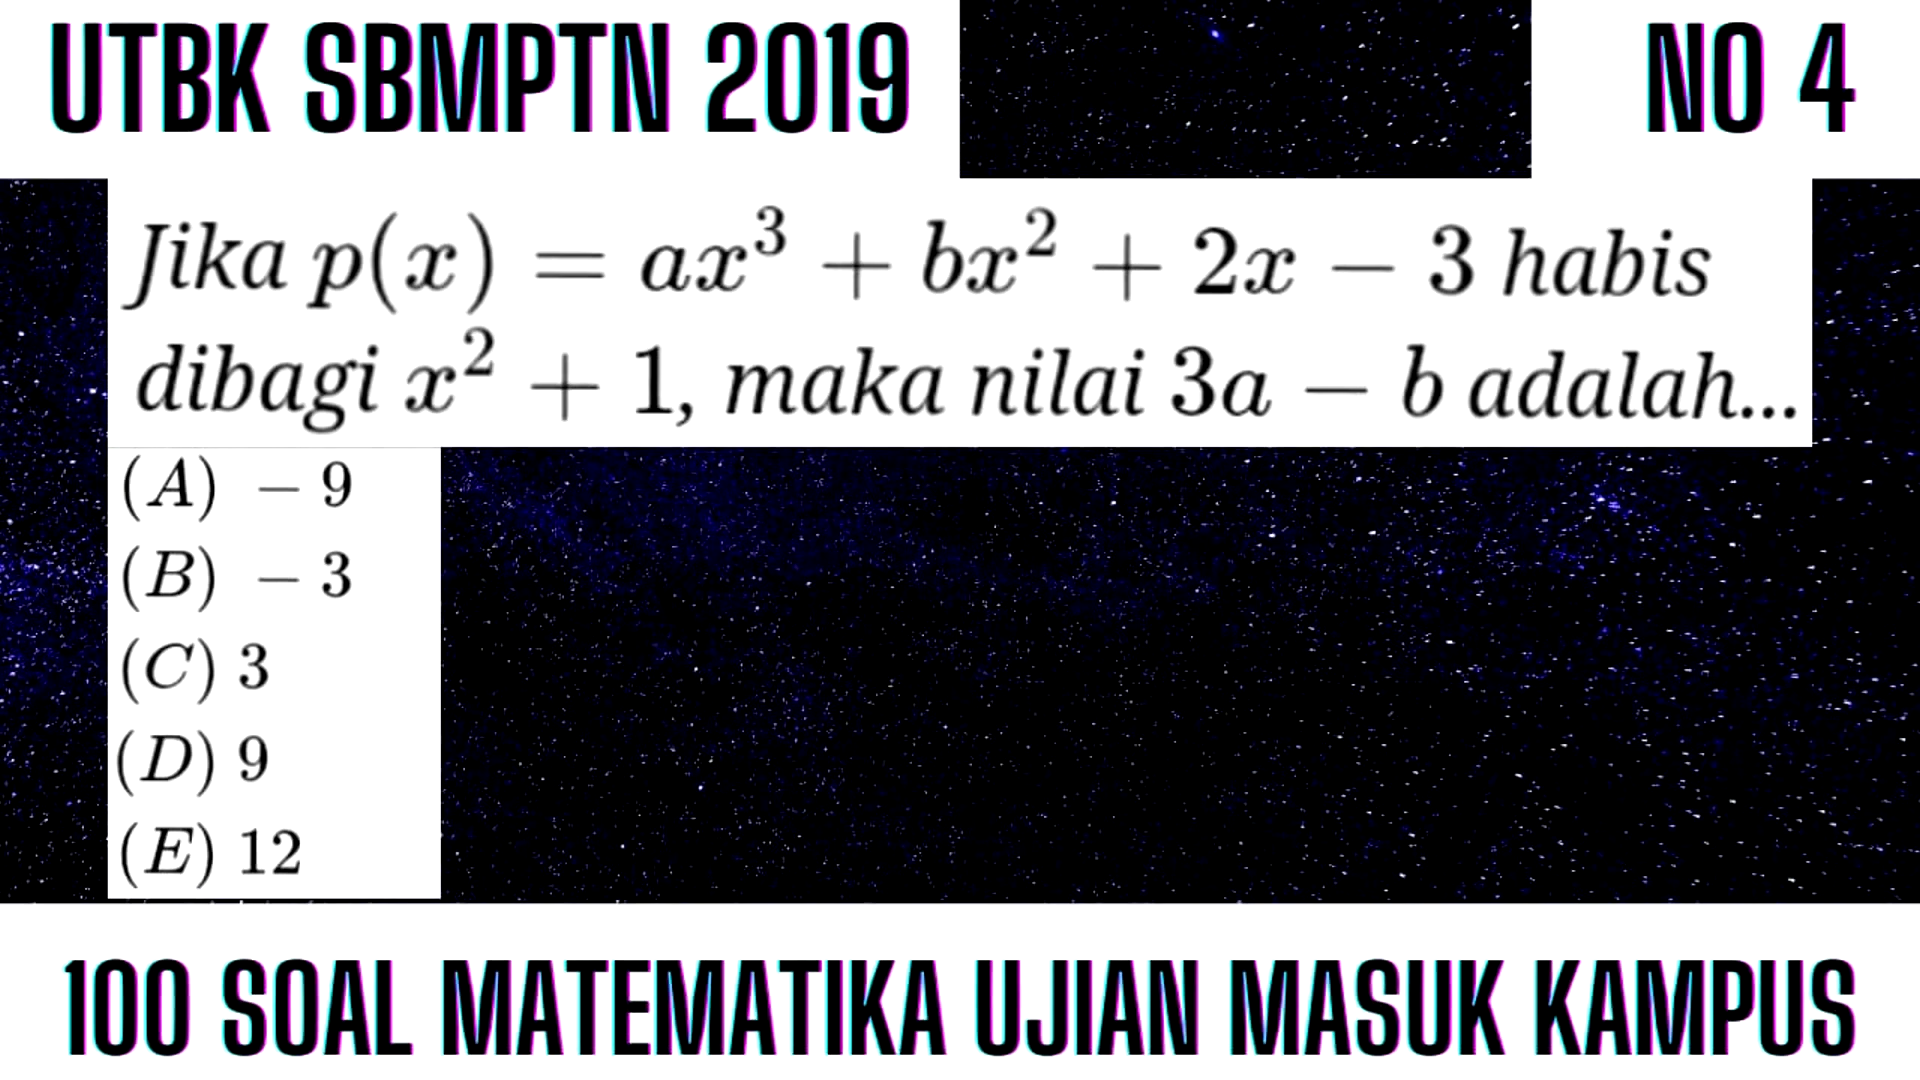 UTBK SBMPTN 2019
NO 4
Jika p(x) = ax³ + bx² + 2x − 3 habis
dibagi x² + 1, maka nilai 3a − b adalah...
(A) − 9
(B) − 3
(C) 3
(D) 9
(E) 12
100 SOAL MATEMATIKA UJIAN MASUK KAMPUS